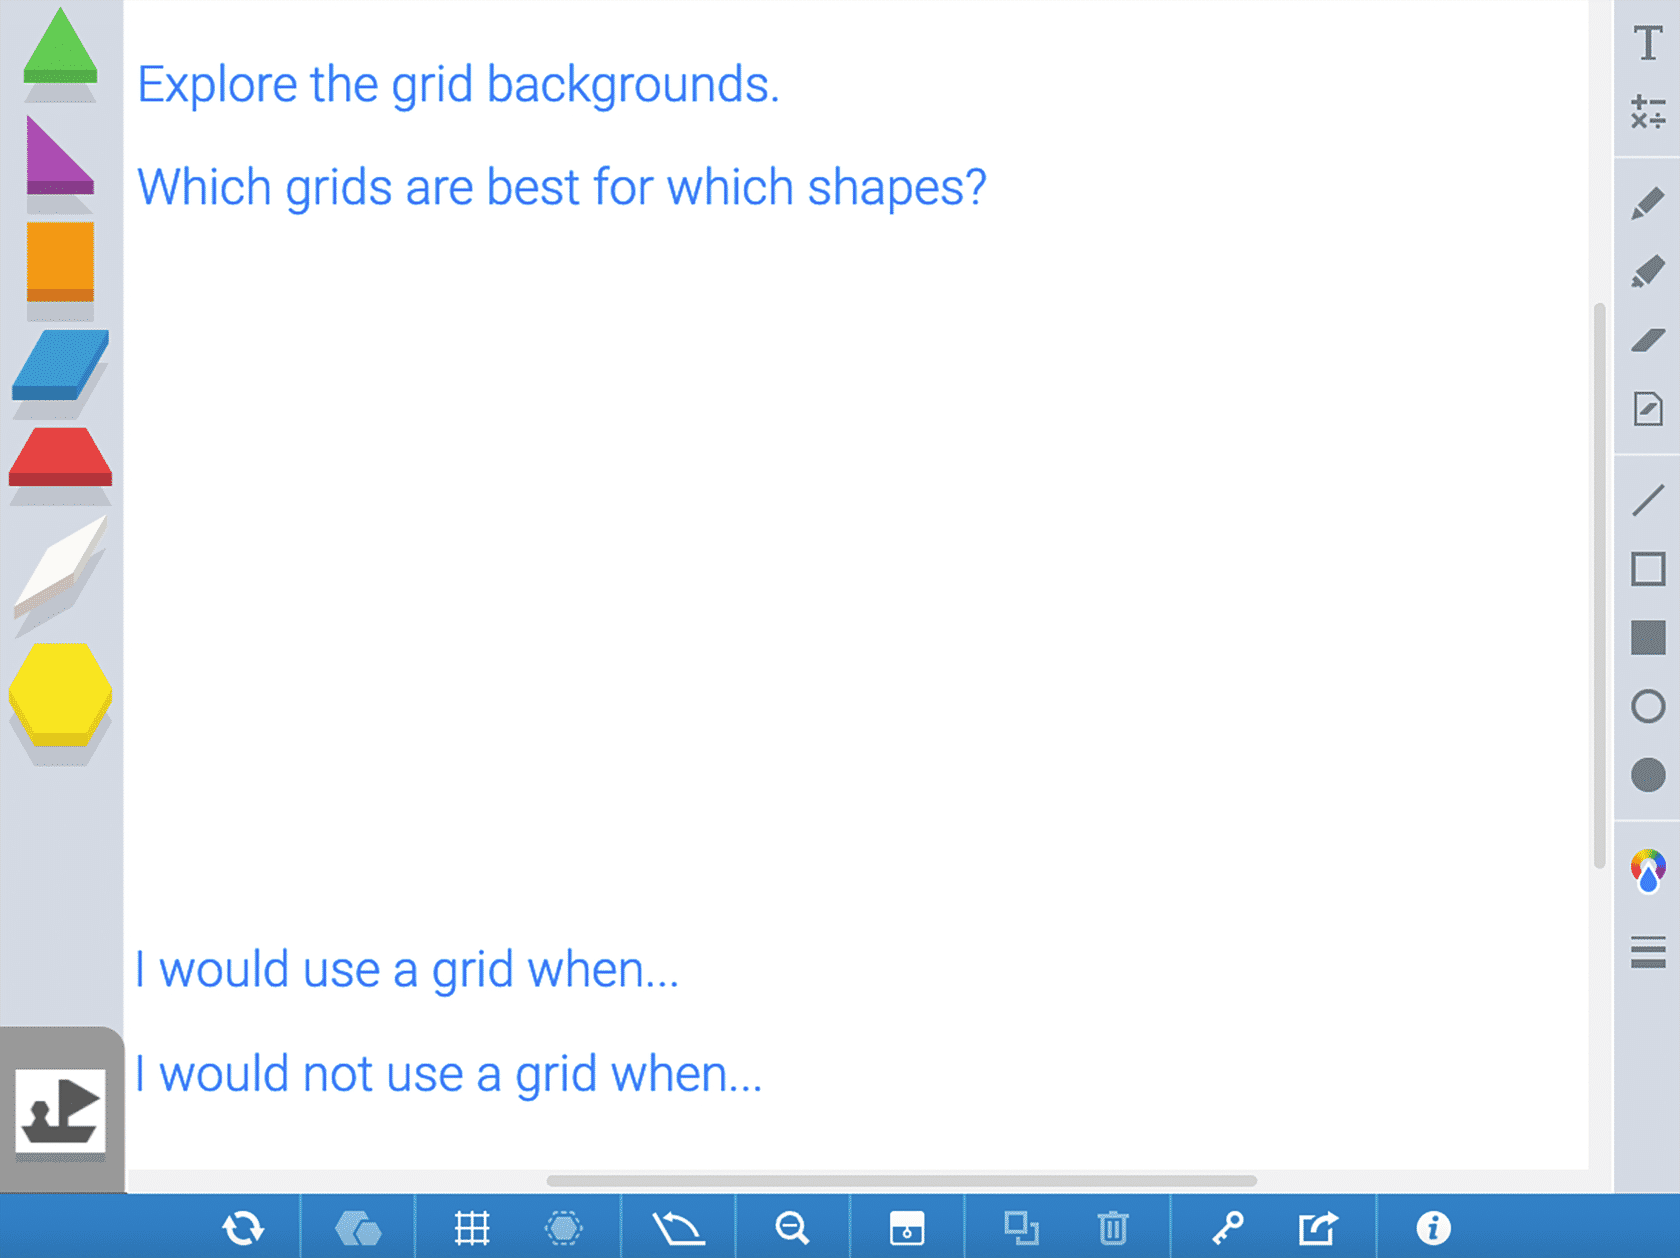 Explore the grid backgrounds.
Which grids are best for which shapes?
I would use a grid when...
I would not use a grid when...